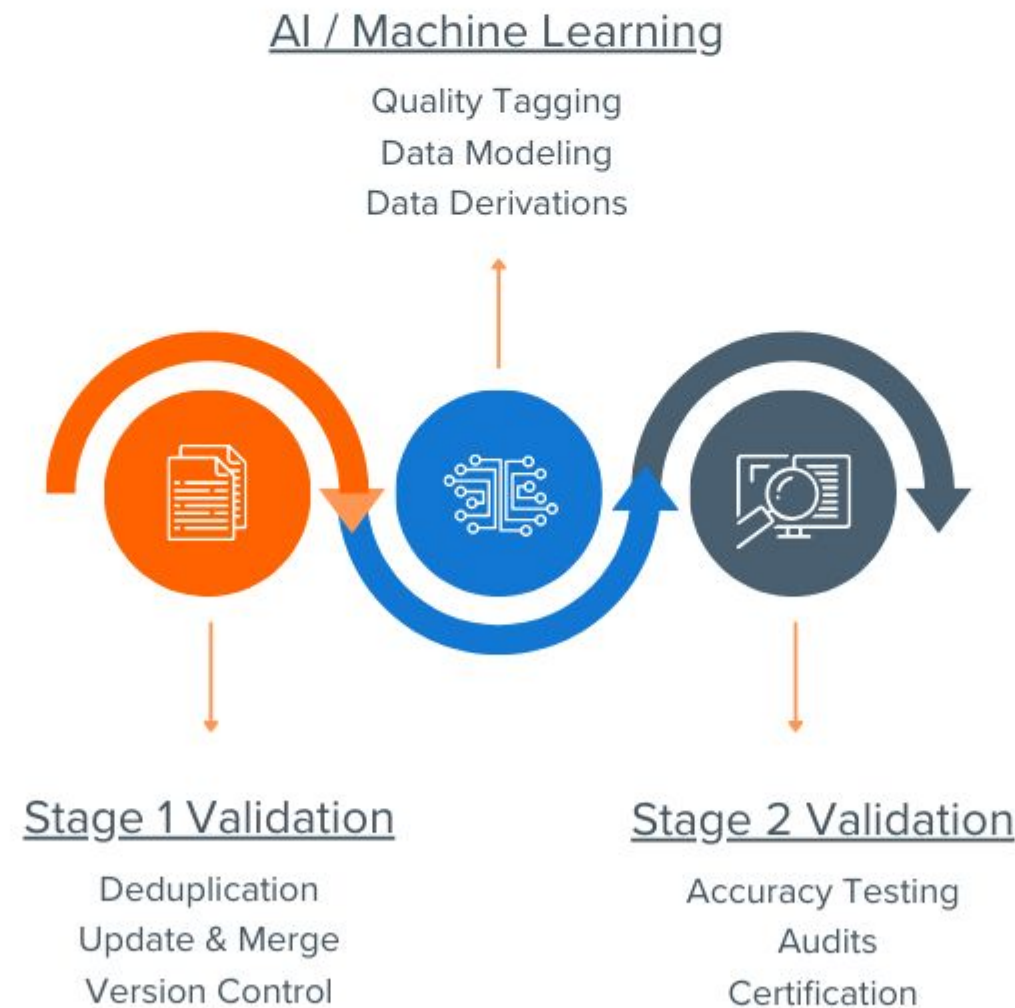 AI / Machine Learning
Quality Tagging
Data Modeling
Data Derivations
Stage 1 Validation
Deduplication
Update & Merge
Version Control
Stage 2 Validation
Accuracy Testing
Audits
Certification